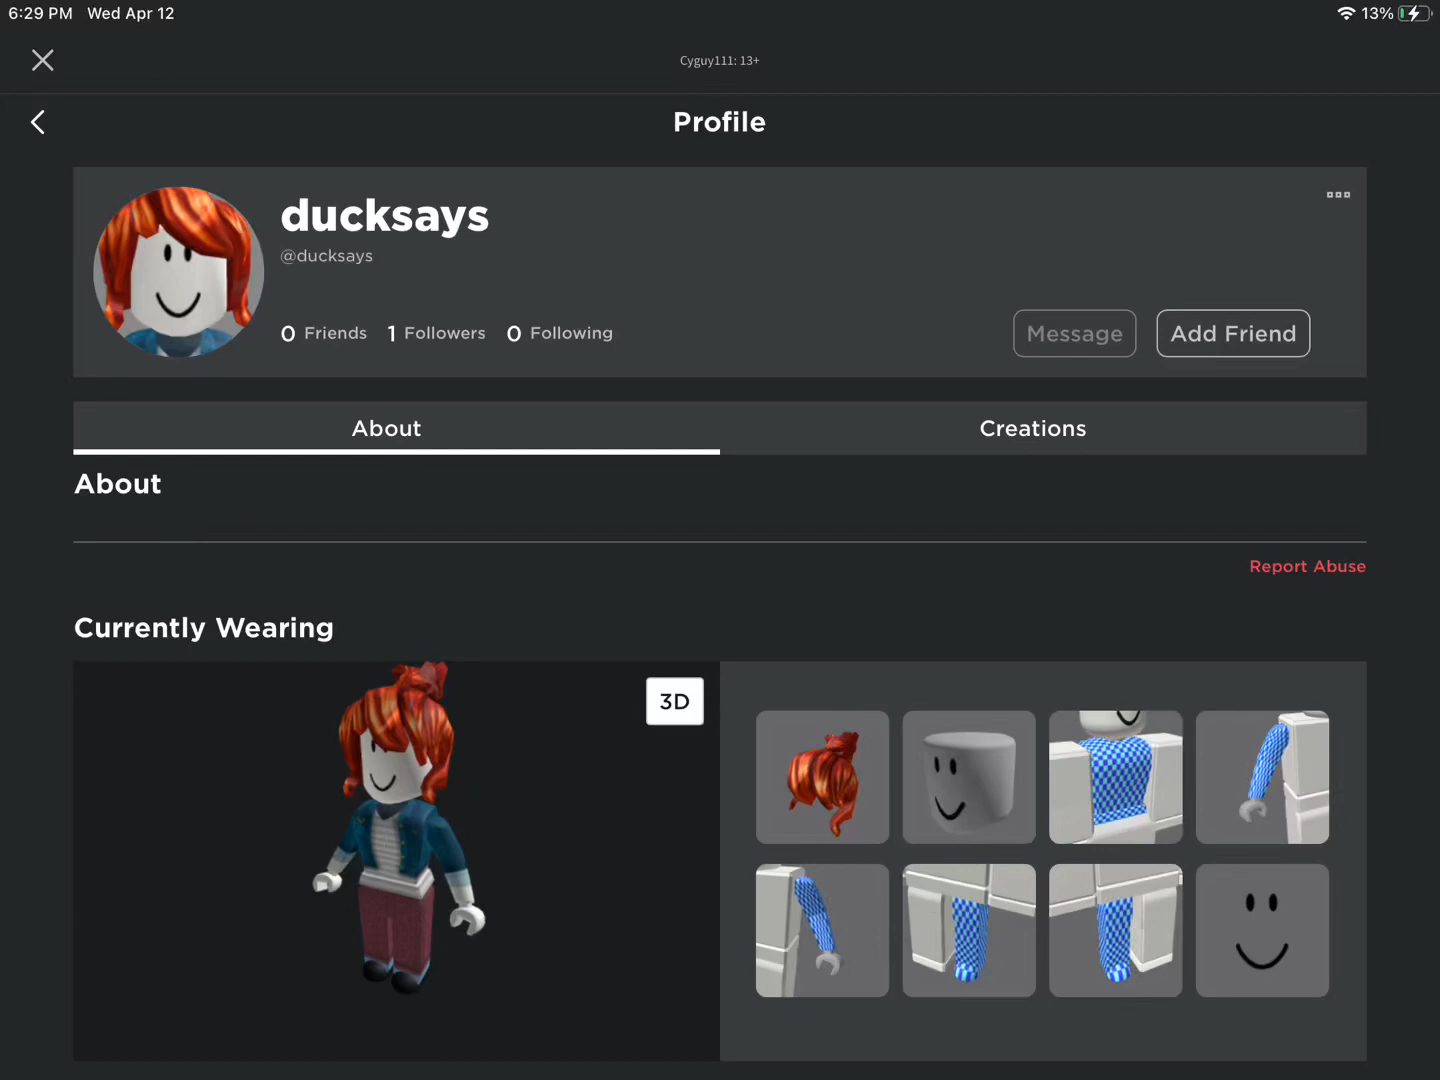 6:29 PM Wed Apr 12 13%
Cyguy111: 13+
Profile
ducksays
@ducksays
0 Friends 1 Followers 0 Following
Message Add Friend
About Creations
About
Report Abuse
Currently Wearing
3D